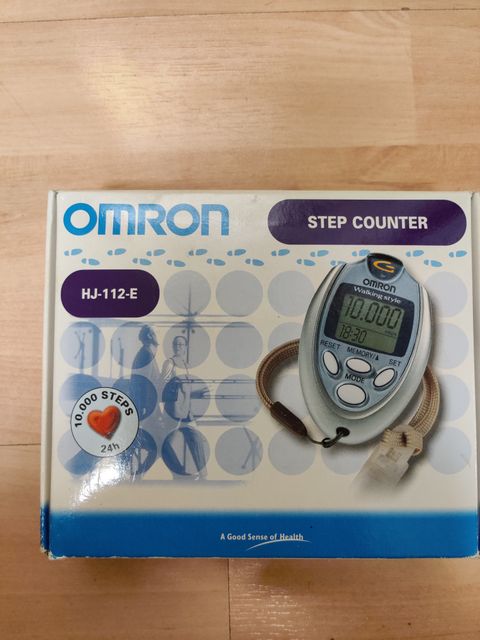 OMRON
STEP COUNTER
HJ-112-E
OMRON
Walking style
10.000
18:30
RESET MEMORY/▲ SET
MODE
10.000 STEPS
24h
A Good Sense of Health